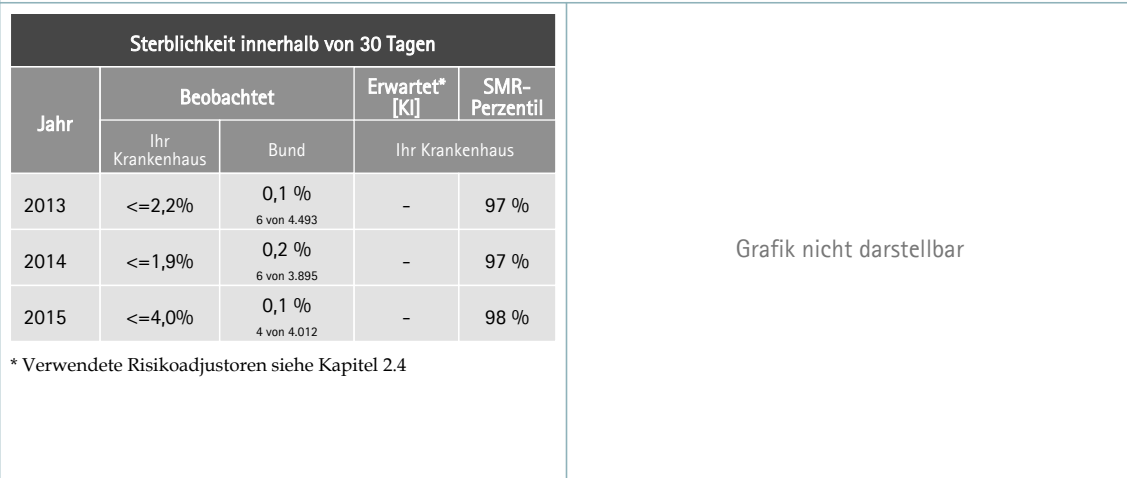 Sterblichkeit innerhalb von 30 Tagen
Jahr
Beobachtet
Erwartet*
[KI]
SMR-
Perzentil
Ihr
Krankenhaus
Bund
Ihr Krankenhaus
2013
<=2,2%
0,1 %
6 von 4.493
–
97 %
2014
<=1,9%
0,2 %
6 von 3.895
–
97 %
2015
<=4,0%
0,1 %
4 von 4.012
–
98 %
* Verwendete Risikoadjustoren siehe Kapitel 2.4
Grafik nicht darstellbar